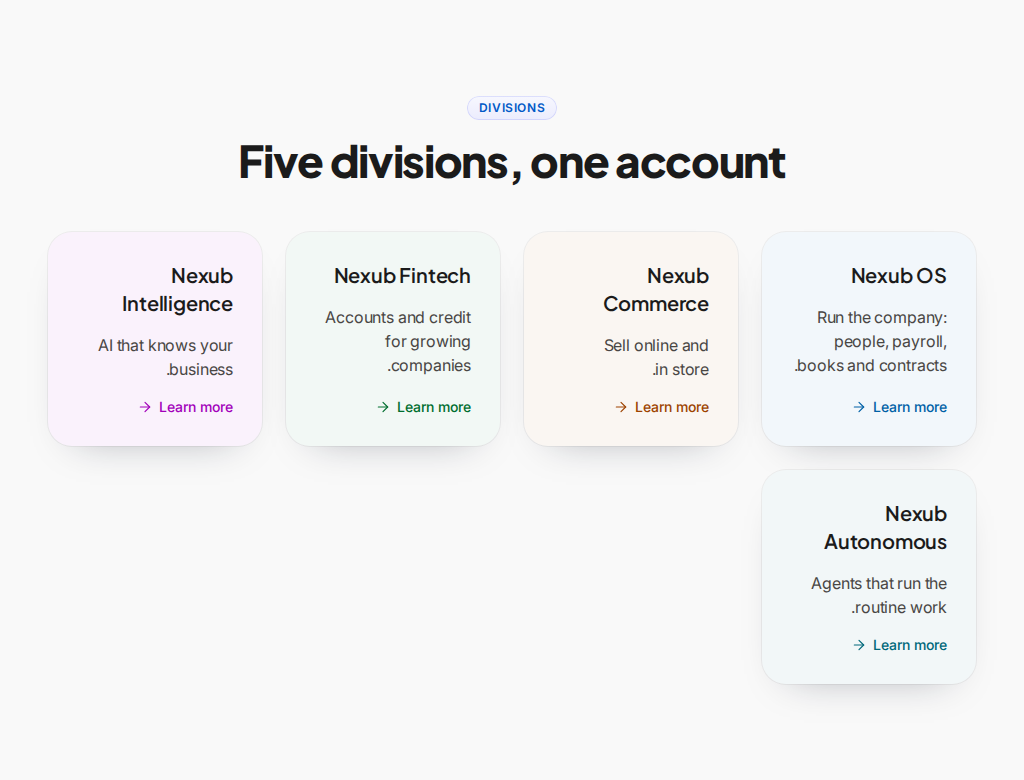 DIVISIONS
Five divisions, one account
Nexub OS
Run the company:
people, payroll,
.books and contracts
Learn more
Nexub
Commerce
Sell online and
.in store
Learn more
Nexub Fintech
Accounts and credit
for growing
.companies
Learn more
Nexub
Intelligence
AI that knows your
.business
Learn more
Nexub
Autonomous
Agents that run the
.routine work
Learn more